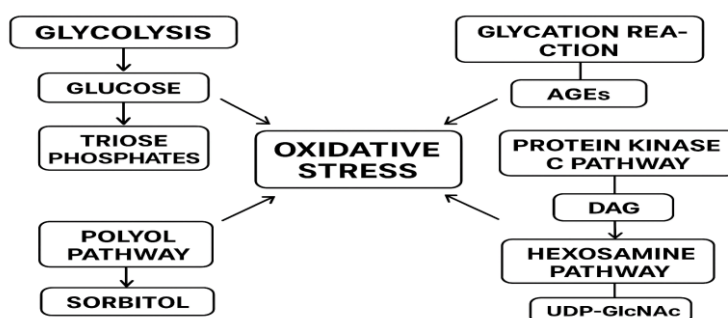 GLYCOLYSIS
GLUCOSE
TRIOSE
PHOSPHATES
POLYOL
PATHWAY
SORBITOL
OXIDATIVE
STRESS
GLYCATION REA-
CTION
AGEs
PROTEIN KINASE
C PATHWAY
DAG
HEXOSAMINE
PATHWAY
UDP-GlcNAc